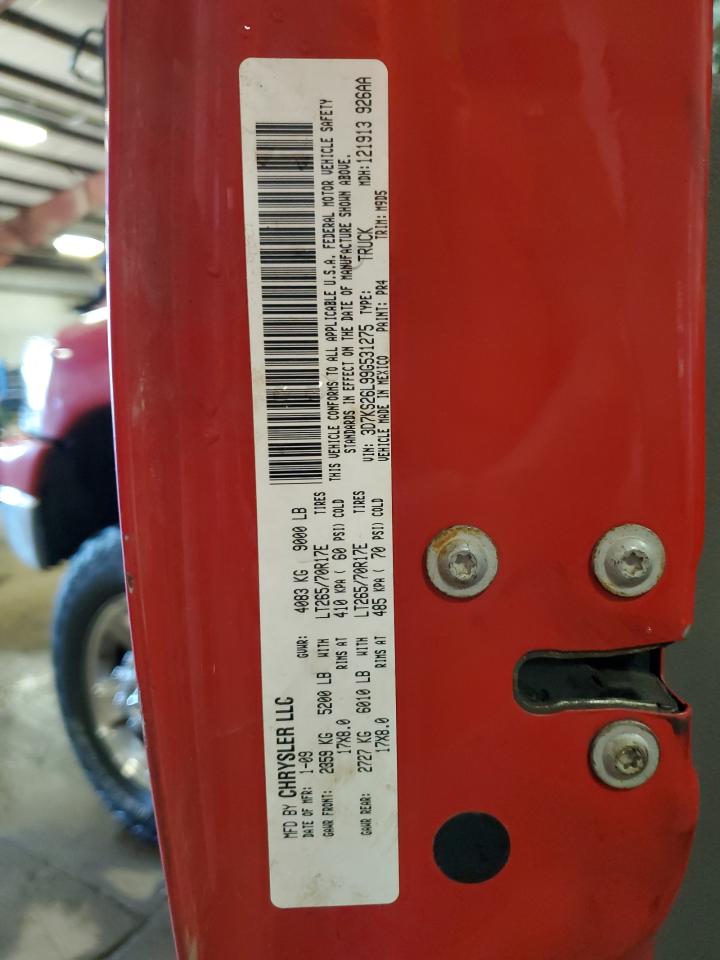 MFD BY CHRYSLER LLC
DATE OF MFR: 1-09 GVWR: 4083 KG ( 9000 LB
GAWR FRONT: 2359 KG 5200 LB WITH LT265/70R17E TIRES
17X8.0 RIMS AT 410 KPA ( 60 PSI) COLD
GAWR REAR: 2727 KG 6010 LB WITH LT265/70R17E TIRES
17X8.0 RIMS AT 485 KPA ( 70 PSI) COLD
THIS VEHICLE CONFORMS TO ALL APPLICABLE U.S.A. FEDERAL MOTOR VEHICLE SAFETY
STANDARDS IN EFFECT ON THE DATE OF MANUFACTURE SHOWN ABOVE.
VIN: 3D7KS26L99G531275 TYPE: TRUCK MDH:121913 926AA
VEHICLE MADE IN MEXICO PAINT: PR4 TRIM: M9D5